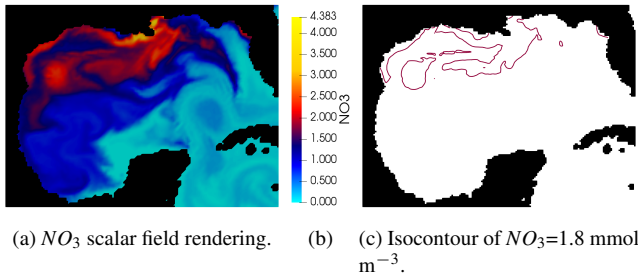 4.383
4.000
3.500
3.000
2.500
2.000
1.500
1.000
0.500
0.000
NO3
(a) NO3 scalar field rendering.
(b)
(c) Isocontour of NO3=1.8 mmol
m−3.